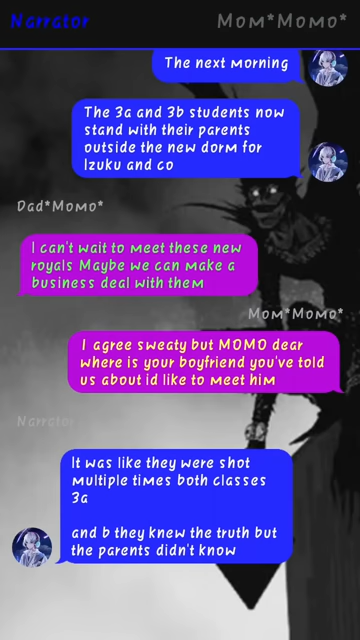 Narrator
Mom*Momo*
The next morning
The 3a and 3b students now
stand with their parents
outside the new dorm for
Izuku and co
Dad*Momo*
I can't wait to meet these new
royals Maybe we can make a
business deal with them
Mom*Momo*
I agree sweaty but MOMO dear
where is your boyfriend you've told
us about id like to meet him
Narrator
It was like they were shot
multiple times both classes
3a
and b they knew the truth but
the parents didn't know